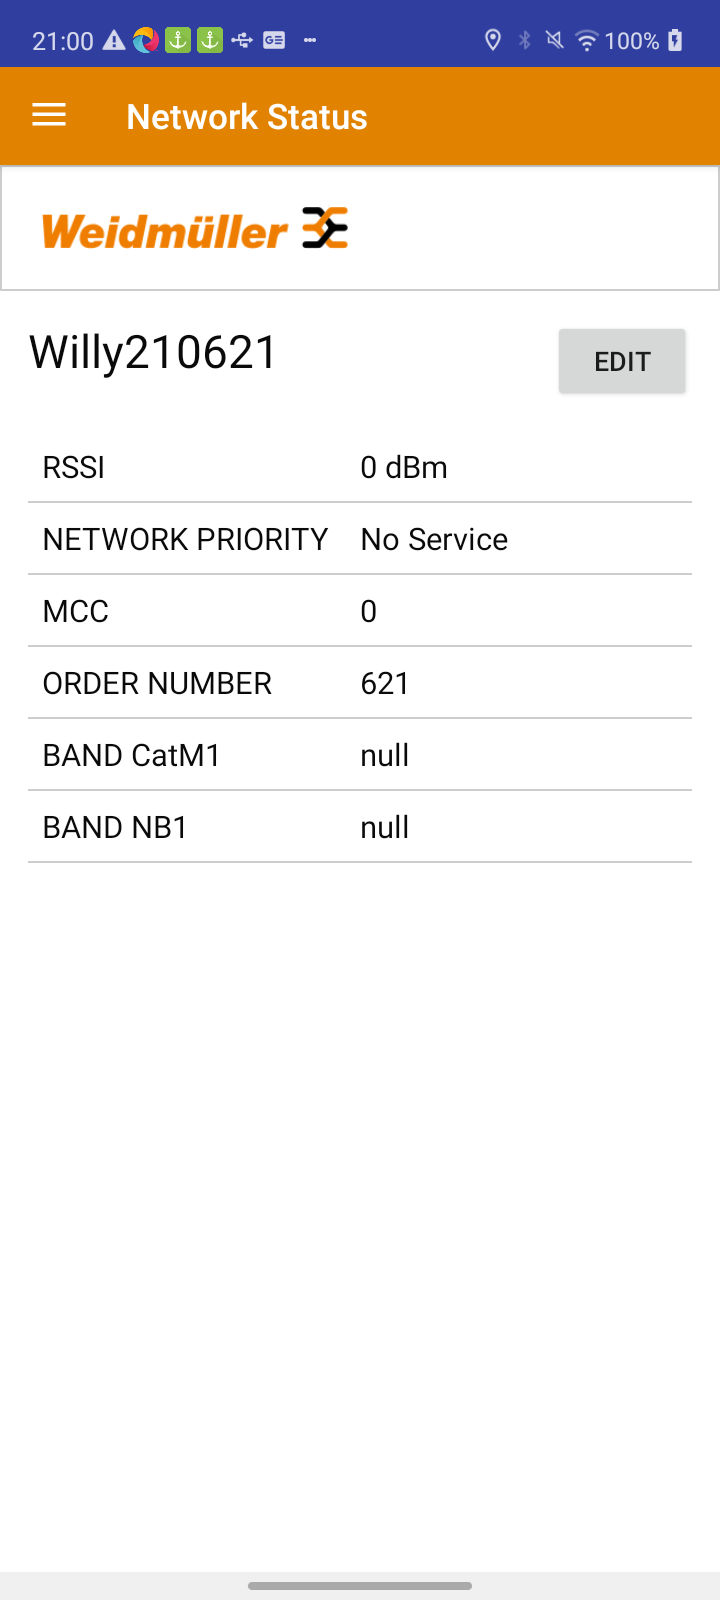 21:00 100%
Network Status
Weidmüller
Willy210621
EDIT
RSSI 0 dBm
NETWORK PRIORITY No Service
MCC 0
ORDER NUMBER 621
BAND CatM1 null
BAND NB1 null